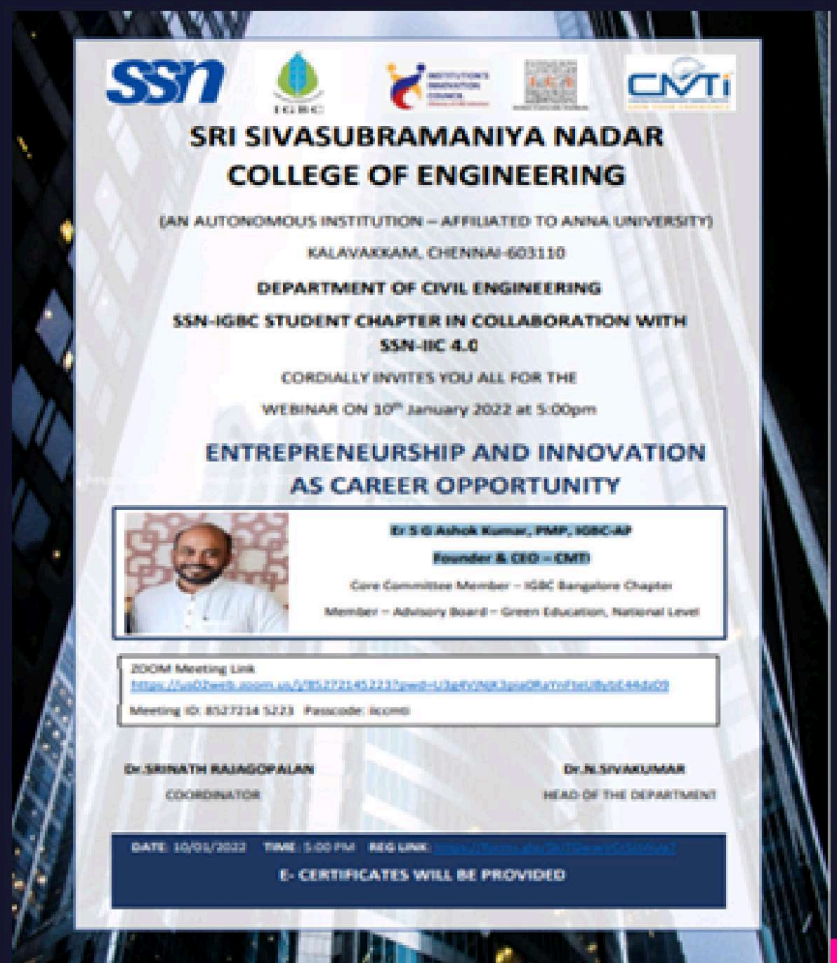 SSN
IGBC
INSTITUTION'S
INNOVATION
COUNCIL
CMTi
SRI SIVASUBRAMANIYA NADAR
COLLEGE OF ENGINEERING
(AN AUTONOMOUS INSTITUTION – AFFILIATED TO ANNA UNIVERSITY)
KALAVAKKAM, CHENNAI-603110
DEPARTMENT OF CIVIL ENGINEERING
SSN-IGBC STUDENT CHAPTER IN COLLABORATION WITH
SSN-IIC 4.0
CORDIALLY INVITES YOU ALL FOR THE
WEBINAR ON 10th January 2022 at 5:00pm
ENTREPRENEURSHIP AND INNOVATION
AS CAREER OPPORTUNITY
Er S G Ashok Kumar, PMP, IGBC-AP
Founder & CEO – CMTI
Core Committee Member – IGBC Bangalore Chapter
Member – Advisory Board – Green Education, National Level
ZOOM Meeting Link
Meeting ID: 8527214 5223 Passcode: iiccmti
Dr.SRINATH RAJAGOPALAN
Dr.N.SIVAKUMAR
COORDINATOR
HEAD OF THE DEPARTMENT
DATE: 10/01/2022 TIME: 5:00 PM REG LINK:
E- CERTIFICATES WILL BE PROVIDED